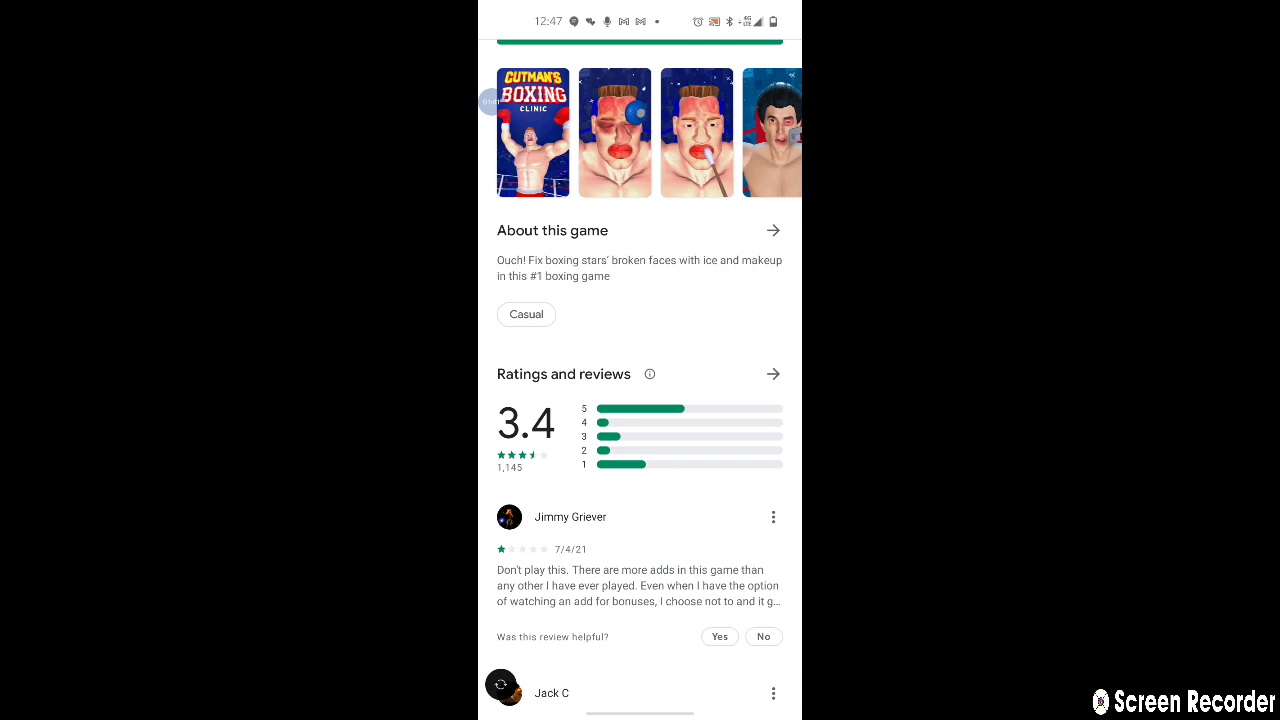 12:47
4G
LTE
CUTMAN'S
BOXING
CLINIC
About this game
Ouch! Fix boxing stars' broken faces with ice and makeup
in this #1 boxing game
Casual
Ratings and reviews
3.4
5
4
3
2
1
1,145
Jimmy Griever
7/4/21
Don't play this. There are more adds in this game than
any other I have ever played. Even when I have the option
of watching an add for bonuses, I choose not to and it g...
Was this review helpful?
Yes
No
Jack C
Screen Recorder